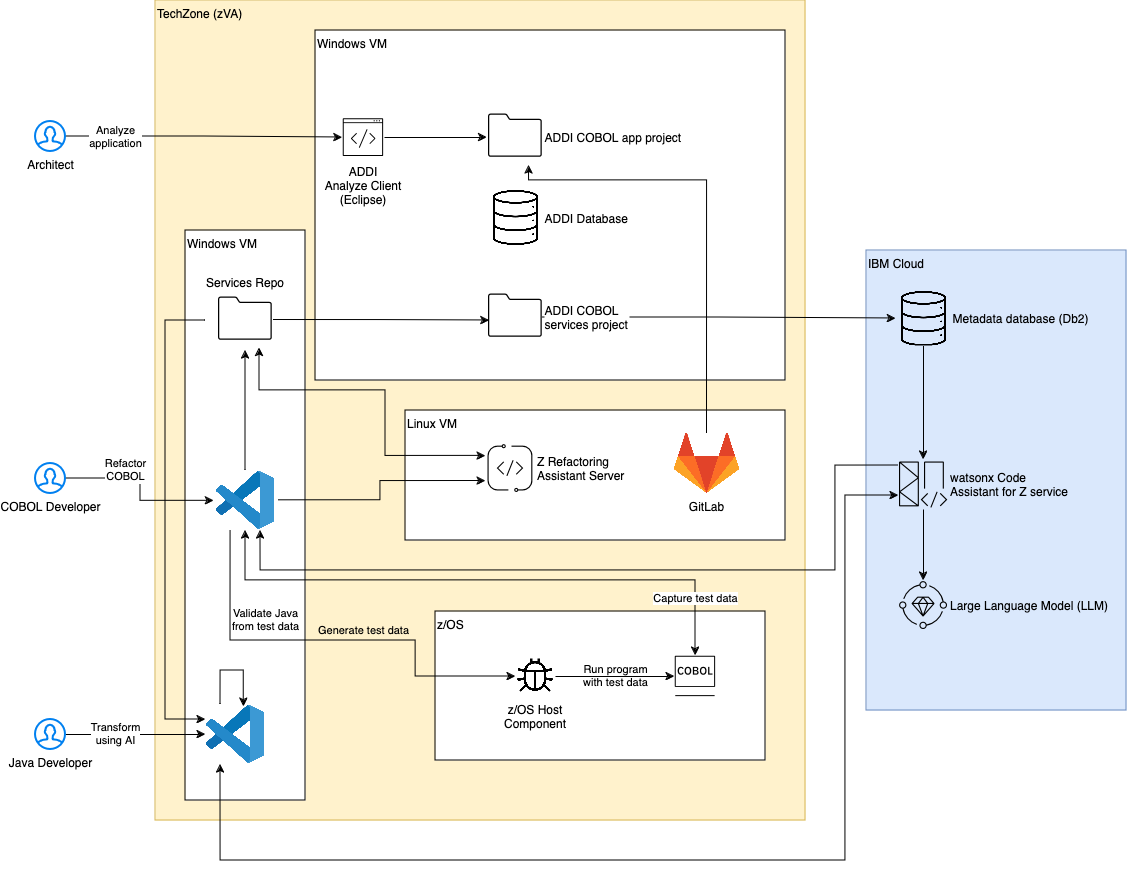 TechZone (zVA)
Windows VM
Analyze
application
Architect
ADDI
Analyze Client
(Eclipse)
ADDI COBOL app project
ADDI Database
Windows VM
Services Repo
ADDI COBOL
services project
IBM Cloud
Metadata database (Db2)
Linux VM
Refactor
COBOL
COBOL Developer
Z Refactoring
Assistant Server
GitLab
watsonx Code
Assistant for Z service
Large Language Model (LLM)
Capture test data
Validate Java
from test data
Generate test data
z/OS
Run program
with test data
COBOL
z/OS Host
Component
Transform
using AI
Java Developer